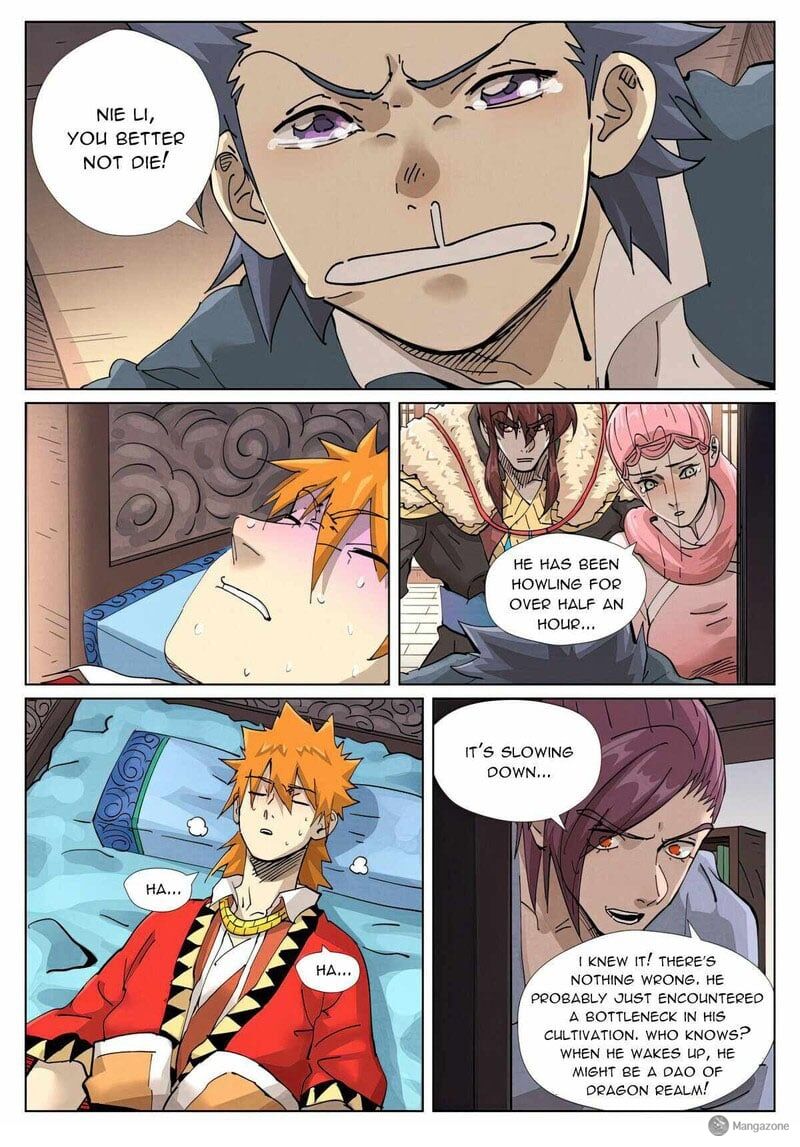 NIE LI,
YOU BETTER
NOT DIE!
HE HAS BEEN
HOWLING FOR
OVER HALF AN
HOUR...
HA...
HA...
IT'S SLOWING
DOWN...
I KNEW IT! THERE'S
NOTHING WRONG. HE
PROBABLY JUST ENCOUNTERED
A BOTTLENECK IN HIS
CULTIVATION. WHO KNOWS?
WHEN HE WAKES UP, HE
MIGHT BE A DAO OF
DRAGON REALM!
Mangazone